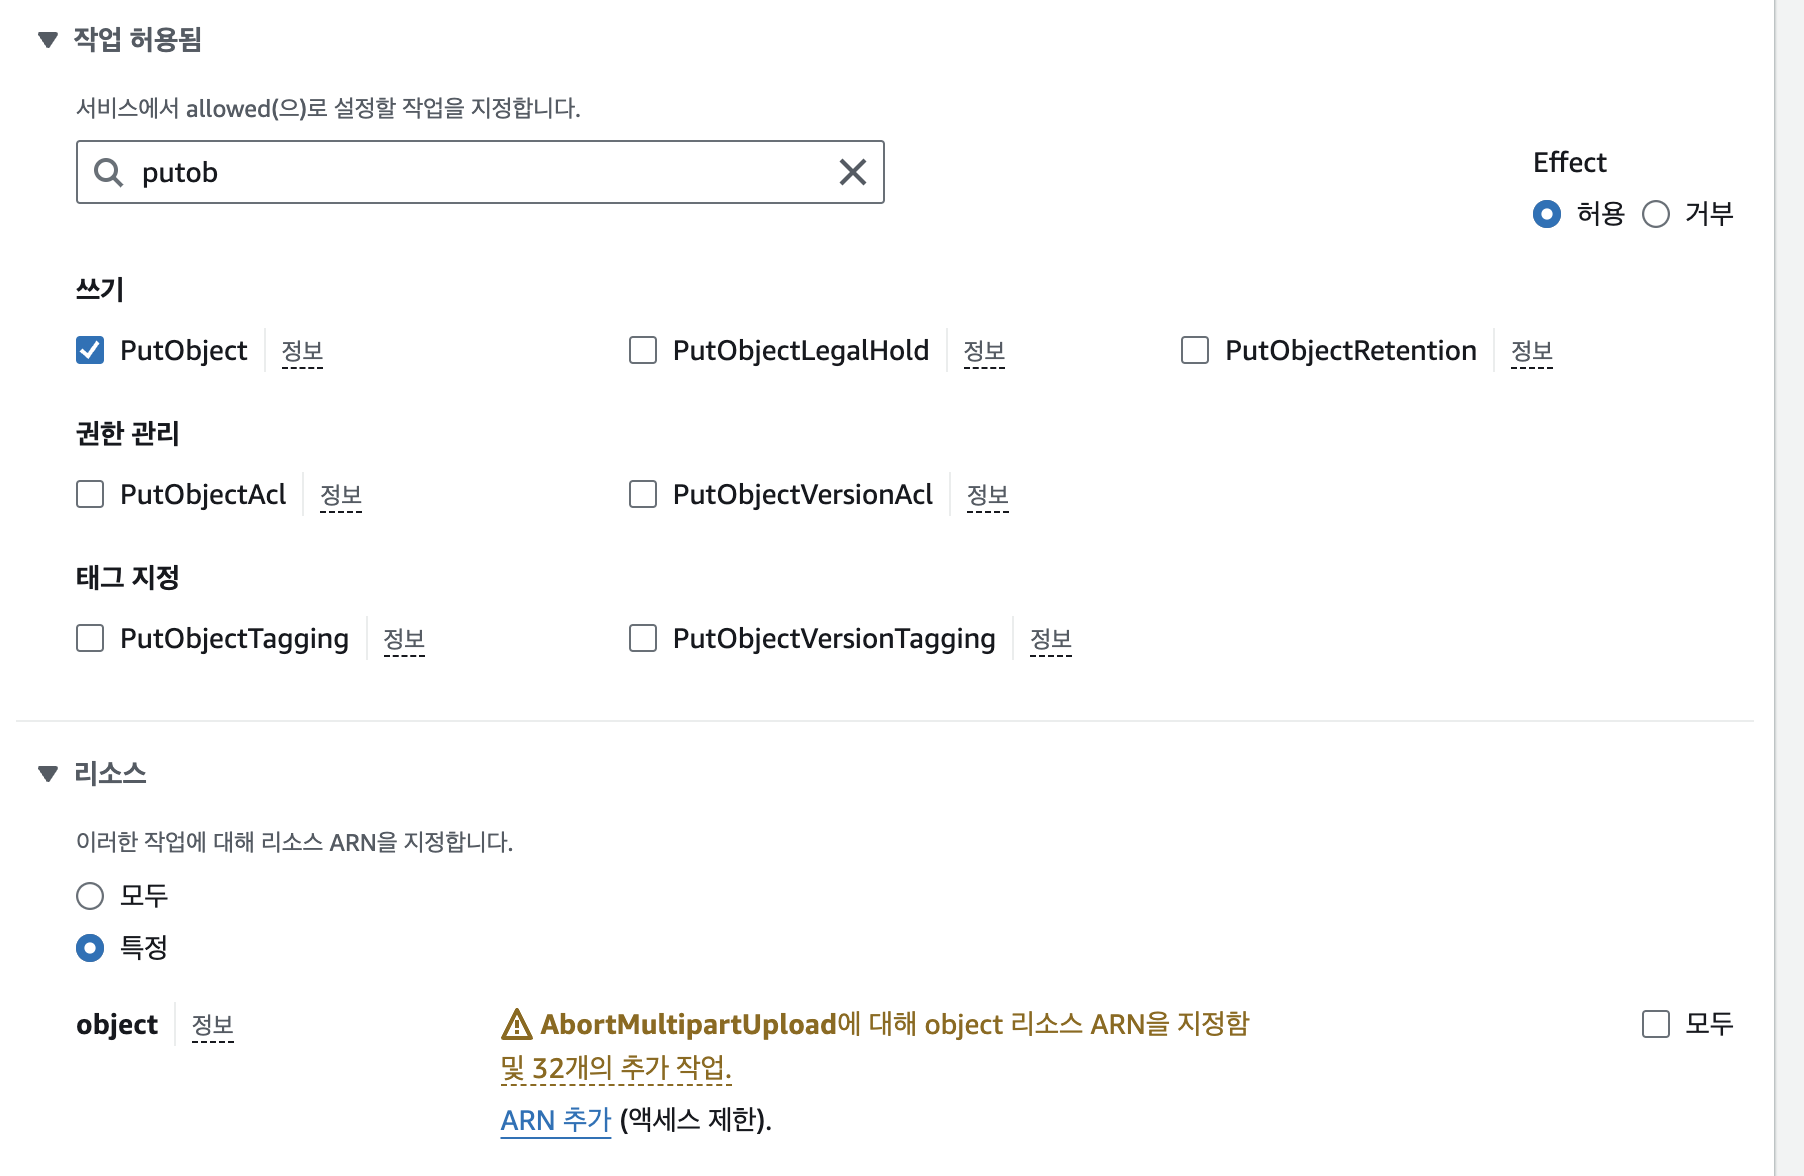 작업 허용됨
서비스에서 allowed(으)로 설정할 작업을 지정합니다.
putob
Effect
허용 거부
쓰기
PutObject 정보 PutObjectLegalHold 정보 PutObjectRetention 정보
권한 관리
PutObjectAcl 정보 PutObjectVersionAcl 정보
태그 지정
PutObjectTagging 정보 PutObjectVersionTagging 정보
리소스
이러한 작업에 대해 리소스 ARN을 지정합니다.
모두
특정
object 정보 AbortMultipartUpload에 대해 object 리소스 ARN을 지정함 모두
및 32개의 추가 작업.
ARN 추가 (액세스 제한).